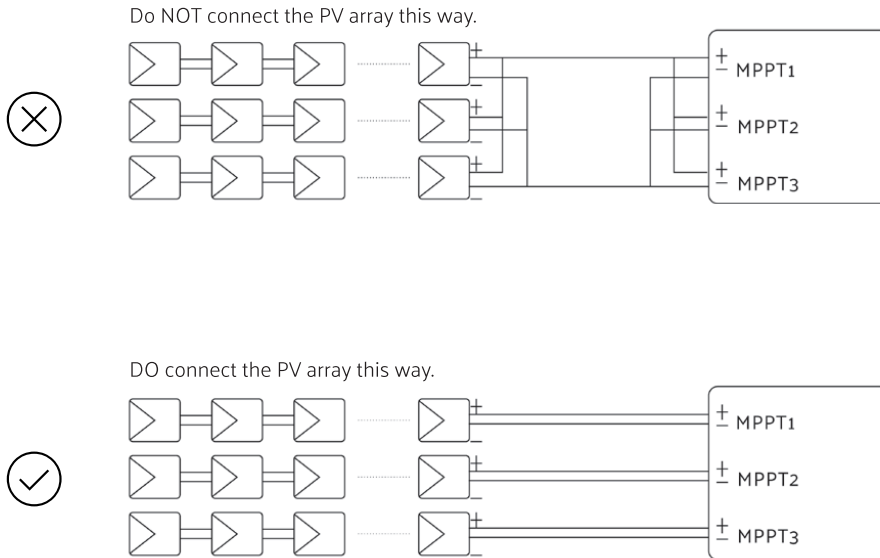 Do NOT connect the PV array this way.
+
−
+
−
+
−
+
− MPPT1
+
− MPPT2
+
− MPPT3
DO connect the PV array this way.
+
−
+
−
+
−
+
− MPPT1
+
− MPPT2
+
− MPPT3